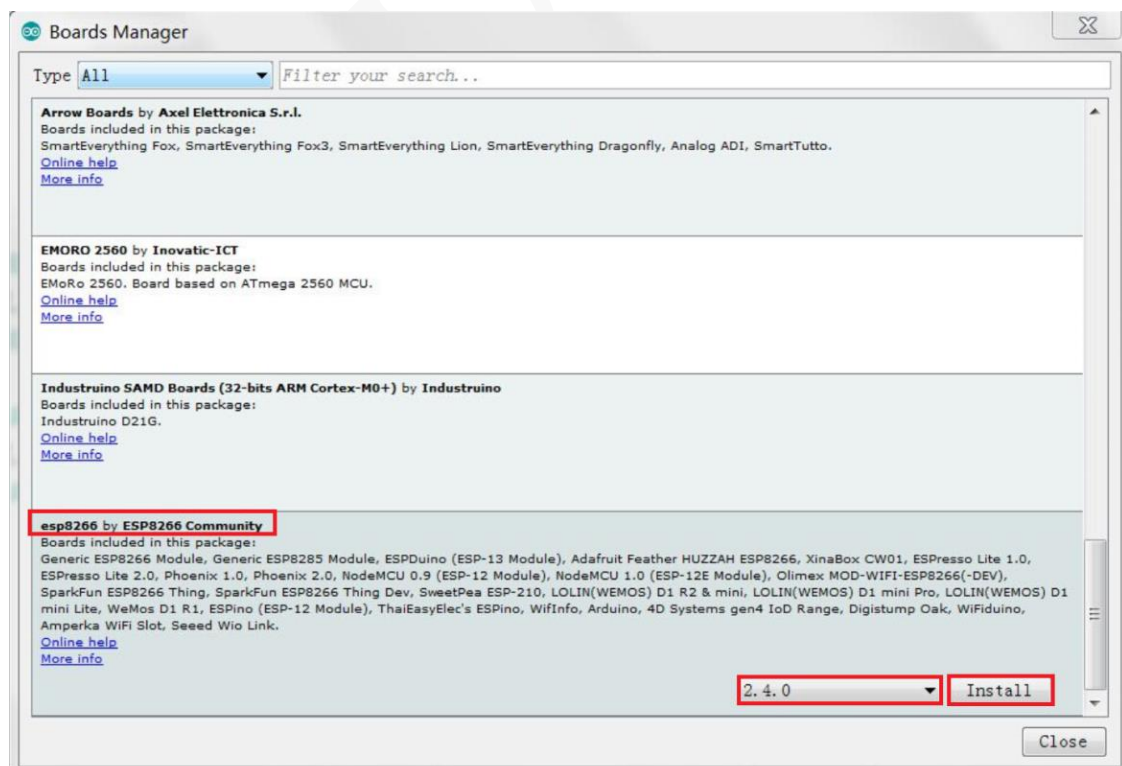 Boards Manager
Type All Filter your search...
Arrow Boards by Axel Elettronica S.r.l.
Boards included in this package:
SmartEverything Fox, SmartEverything Fox3, SmartEverything Lion, SmartEverything Dragonfly, Analog ADI, SmartTutto.
Online help
More info
EMORO 2560 by Inovatic-ICT
Boards included in this package:
EMoRo 2560. Board based on ATmega 2560 MCU.
Online help
More info
Industruino SAMD Boards (32-bits ARM Cortex-M0+) by Industruino
Boards included in this package:
Industruino D21G.
Online help
More info
esp8266 by ESP8266 Community
Boards included in this package:
Generic ESP8266 Module, Generic ESP8285 Module, ESPDuino (ESP-13 Module), Adafruit Feather HUZZAH ESP8266, XinaBox CW01, ESPresso Lite 1.0,
ESPresso Lite 2.0, Phoenix 1.0, Phoenix 2.0, NodeMCU 0.9 (ESP-12 Module), NodeMCU 1.0 (ESP-12E Module), Olimex MOD-WIFI-ESP8266(-DEV),
SparkFun ESP8266 Thing, SparkFun ESP8266 Thing Dev, SweetPea ESP-210, LOLIN(WEMOS) D1 R2 & mini, LOLIN(WEMOS) D1 mini Pro, LOLIN(WEMOS) D1
mini Lite, WeMos D1 R1, ESPino (ESP-12 Module), ThaiEasyElec's ESPino, WifInfo, Arduino, 4D Systems gen4 IoD Range, Digistump Oak, WiFiduino,
Amperka WiFi Slot, Seeed Wio Link.
Online help
More info
2.4.0 Install
Close